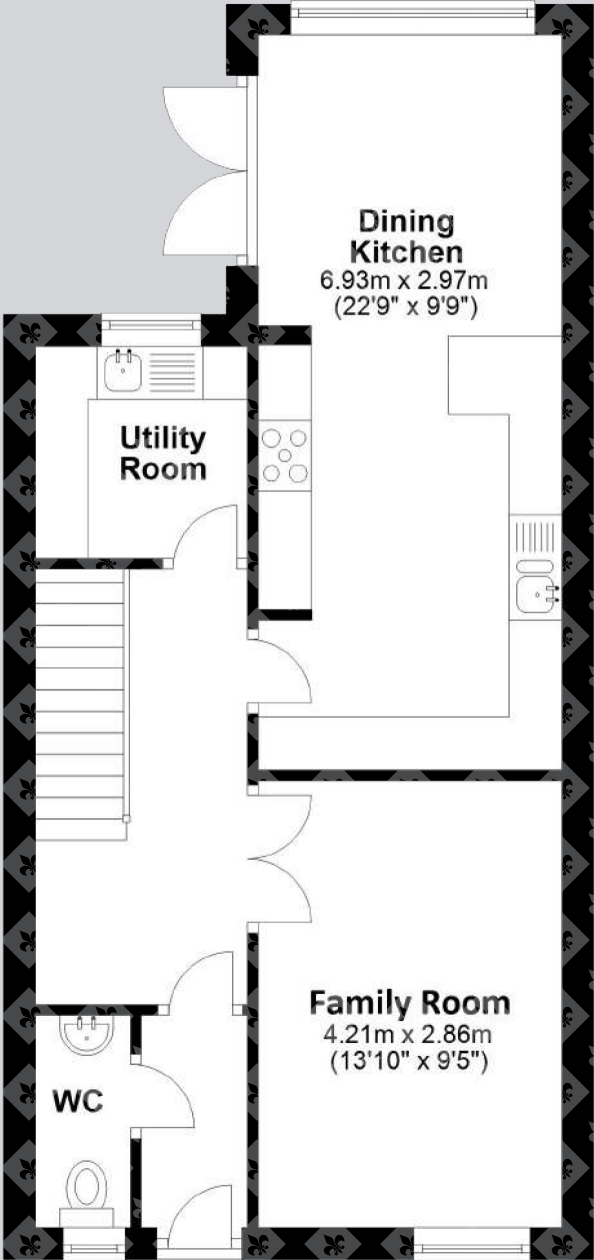 Dining
Kitchen
6.93m x 2.97m
(22'9" x 9'9")
Utility
Room
Family Room
4.21m x 2.86m
(13'10" x 9'5")
WC